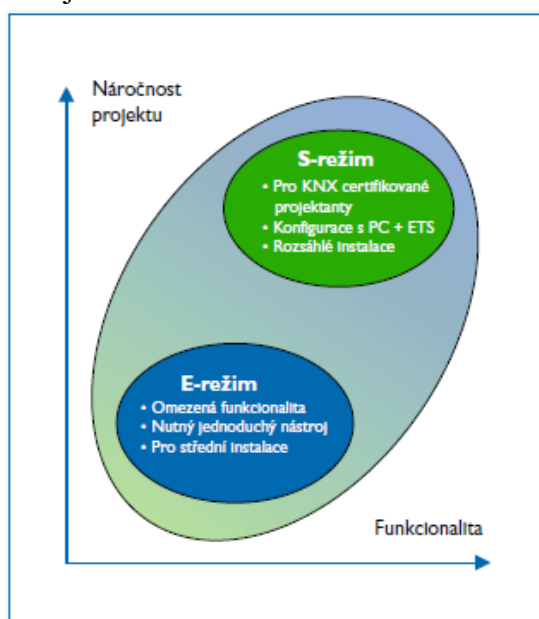 Náročnost
projektu
S-režim
• Pro KNX certifikované
projektanty
• Konfigurace s PC + ETS
• Rozsáhlé instalace
E-režim
• Omezená funkcionalita
• Nutný jednoduchý nástroj
• Pro střední instalace
Funkcionalita